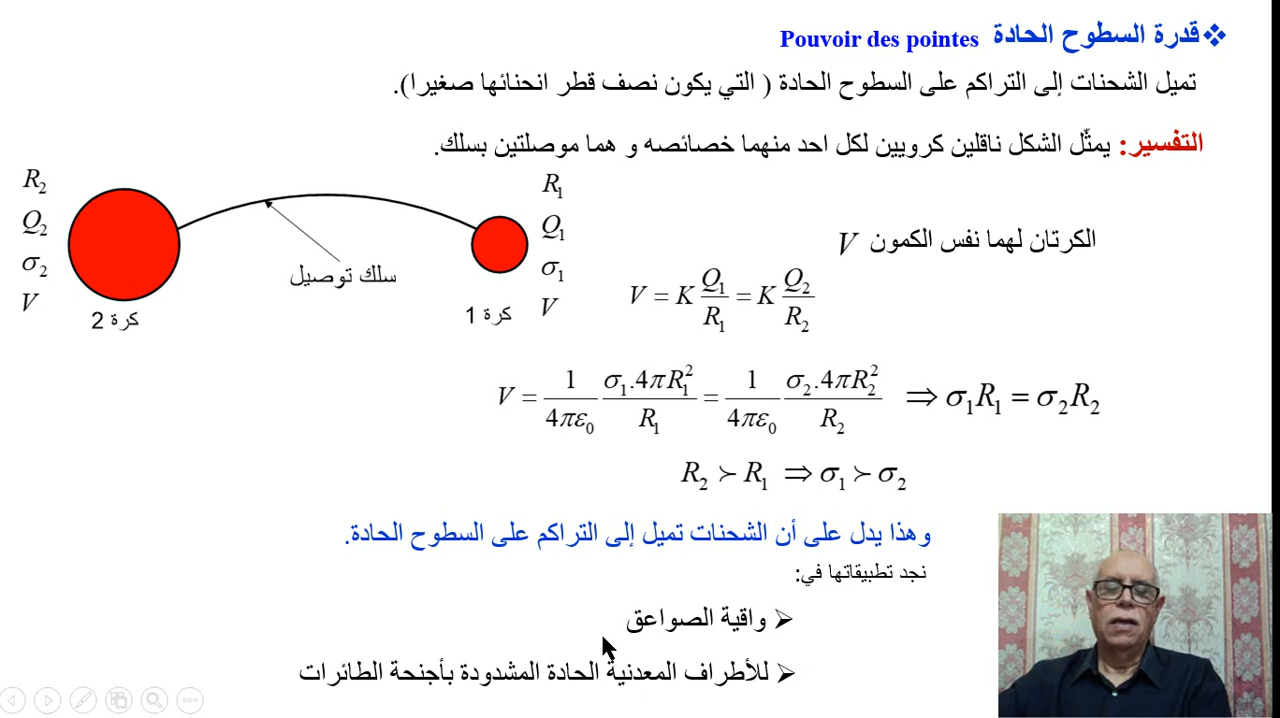 ❖ قدرة السطوح الحادة Pouvoir des pointes
تميل الشحنات إلى التراكم على السطوح الحادة ( التي يكون نصف قطر انحنائها صغيرا).
التفسير: يمثّل الشكل ناقلين كرويين لكل احد منهما خصائصه و هما موصلتين بسلك.
R₂
Q₂
σ₂
V
كرة 2
سلك توصيل
R₁
Q₁
σ₁
V
كرة 1
الكرتان لهما نفس الكمون V
V = K Q₁/R₁ = K Q₂/R₂
V = 1/4πε₀ σ₁.4πR₁²/R₁ = 1/4πε₀ σ₂.4πR₂²/R₂ ⇒ σ₁R₁ = σ₂R₂
R₂ ≻ R₁ ⇒ σ₁ ≻ σ₂
وهذا يدل على أن الشحنات تميل إلى التراكم على السطوح الحادة.
نجد تطبيقاتها في:
➢ واقية الصواعق
➢ للأطراف المعدنية الحادة المشدودة بأجنحة الطائرات